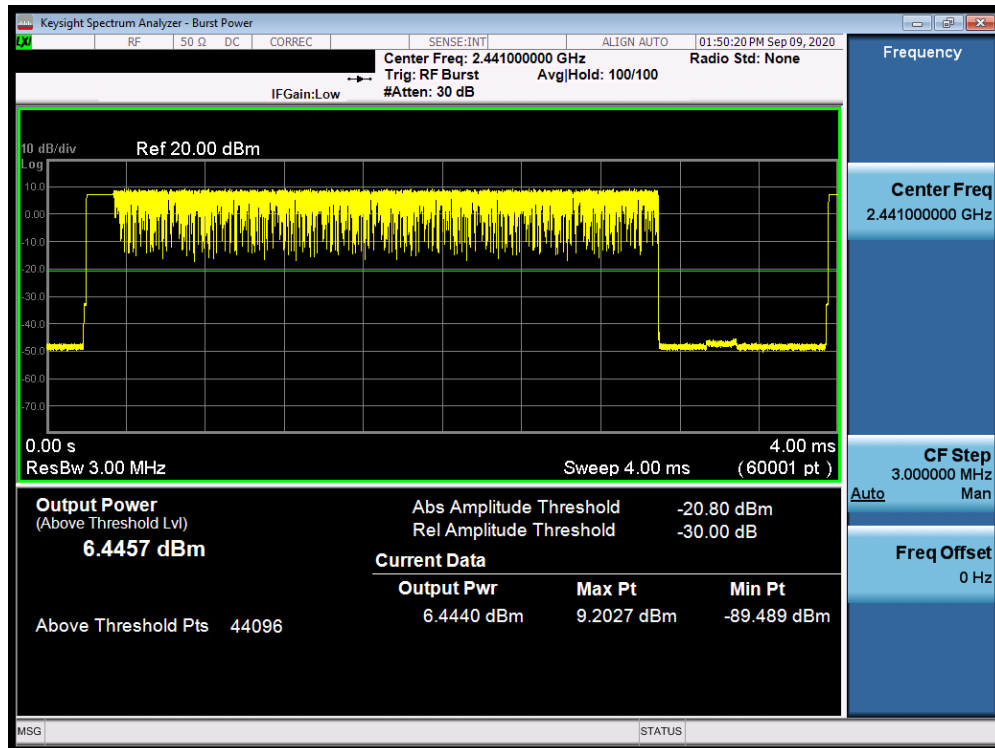 Keysight Spectrum Analyzer - Burst Power
LXI RF 50 Ω DC CORREC SENSE:INT ALIGN AUTO 01:50:20 PM Sep 09, 2020
Center Freq: 2.441000000 GHz Radio Std: None
Trig: RF Burst Avg|Hold: 100/100
IFGain:Low #Atten: 30 dB
10 dB/div Ref 20.00 dBm
Log
10.0
0.00
-10.0
-20.0
-30.0
-40.0
-50.0
-60.0
-70.0
0.00 s 4.00 ms
ResBw 3.00 MHz Sweep 4.00 ms (60001 pt)
Output Power
(Above Threshold Lvl)
6.4457 dBm
Above Threshold Pts 44096
Abs Amplitude Threshold -20.80 dBm
Rel Amplitude Threshold -30.00 dB
Current Data
Output Pwr Max Pt Min Pt
6.4440 dBm 9.2027 dBm -89.489 dBm
Frequency
Center Freq
2.441000000 GHz
CF Step
3.000000 MHz
Auto Man
Freq Offset
0 Hz
MSG STATUS